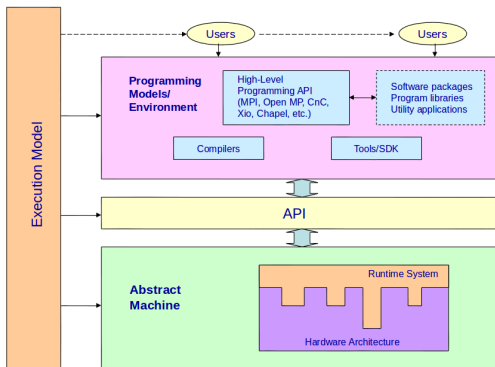 Execution Model
Users
Users
Programming
Models/
Environment
High-Level
Programming API
(MPI, Open MP, CnC,
Xio, Chapel, etc.)
Software packages
Program libraries
Utility applications
Compilers
Tools/SDK
API
Abstract
Machine
Runtime System
Hardware Architecture